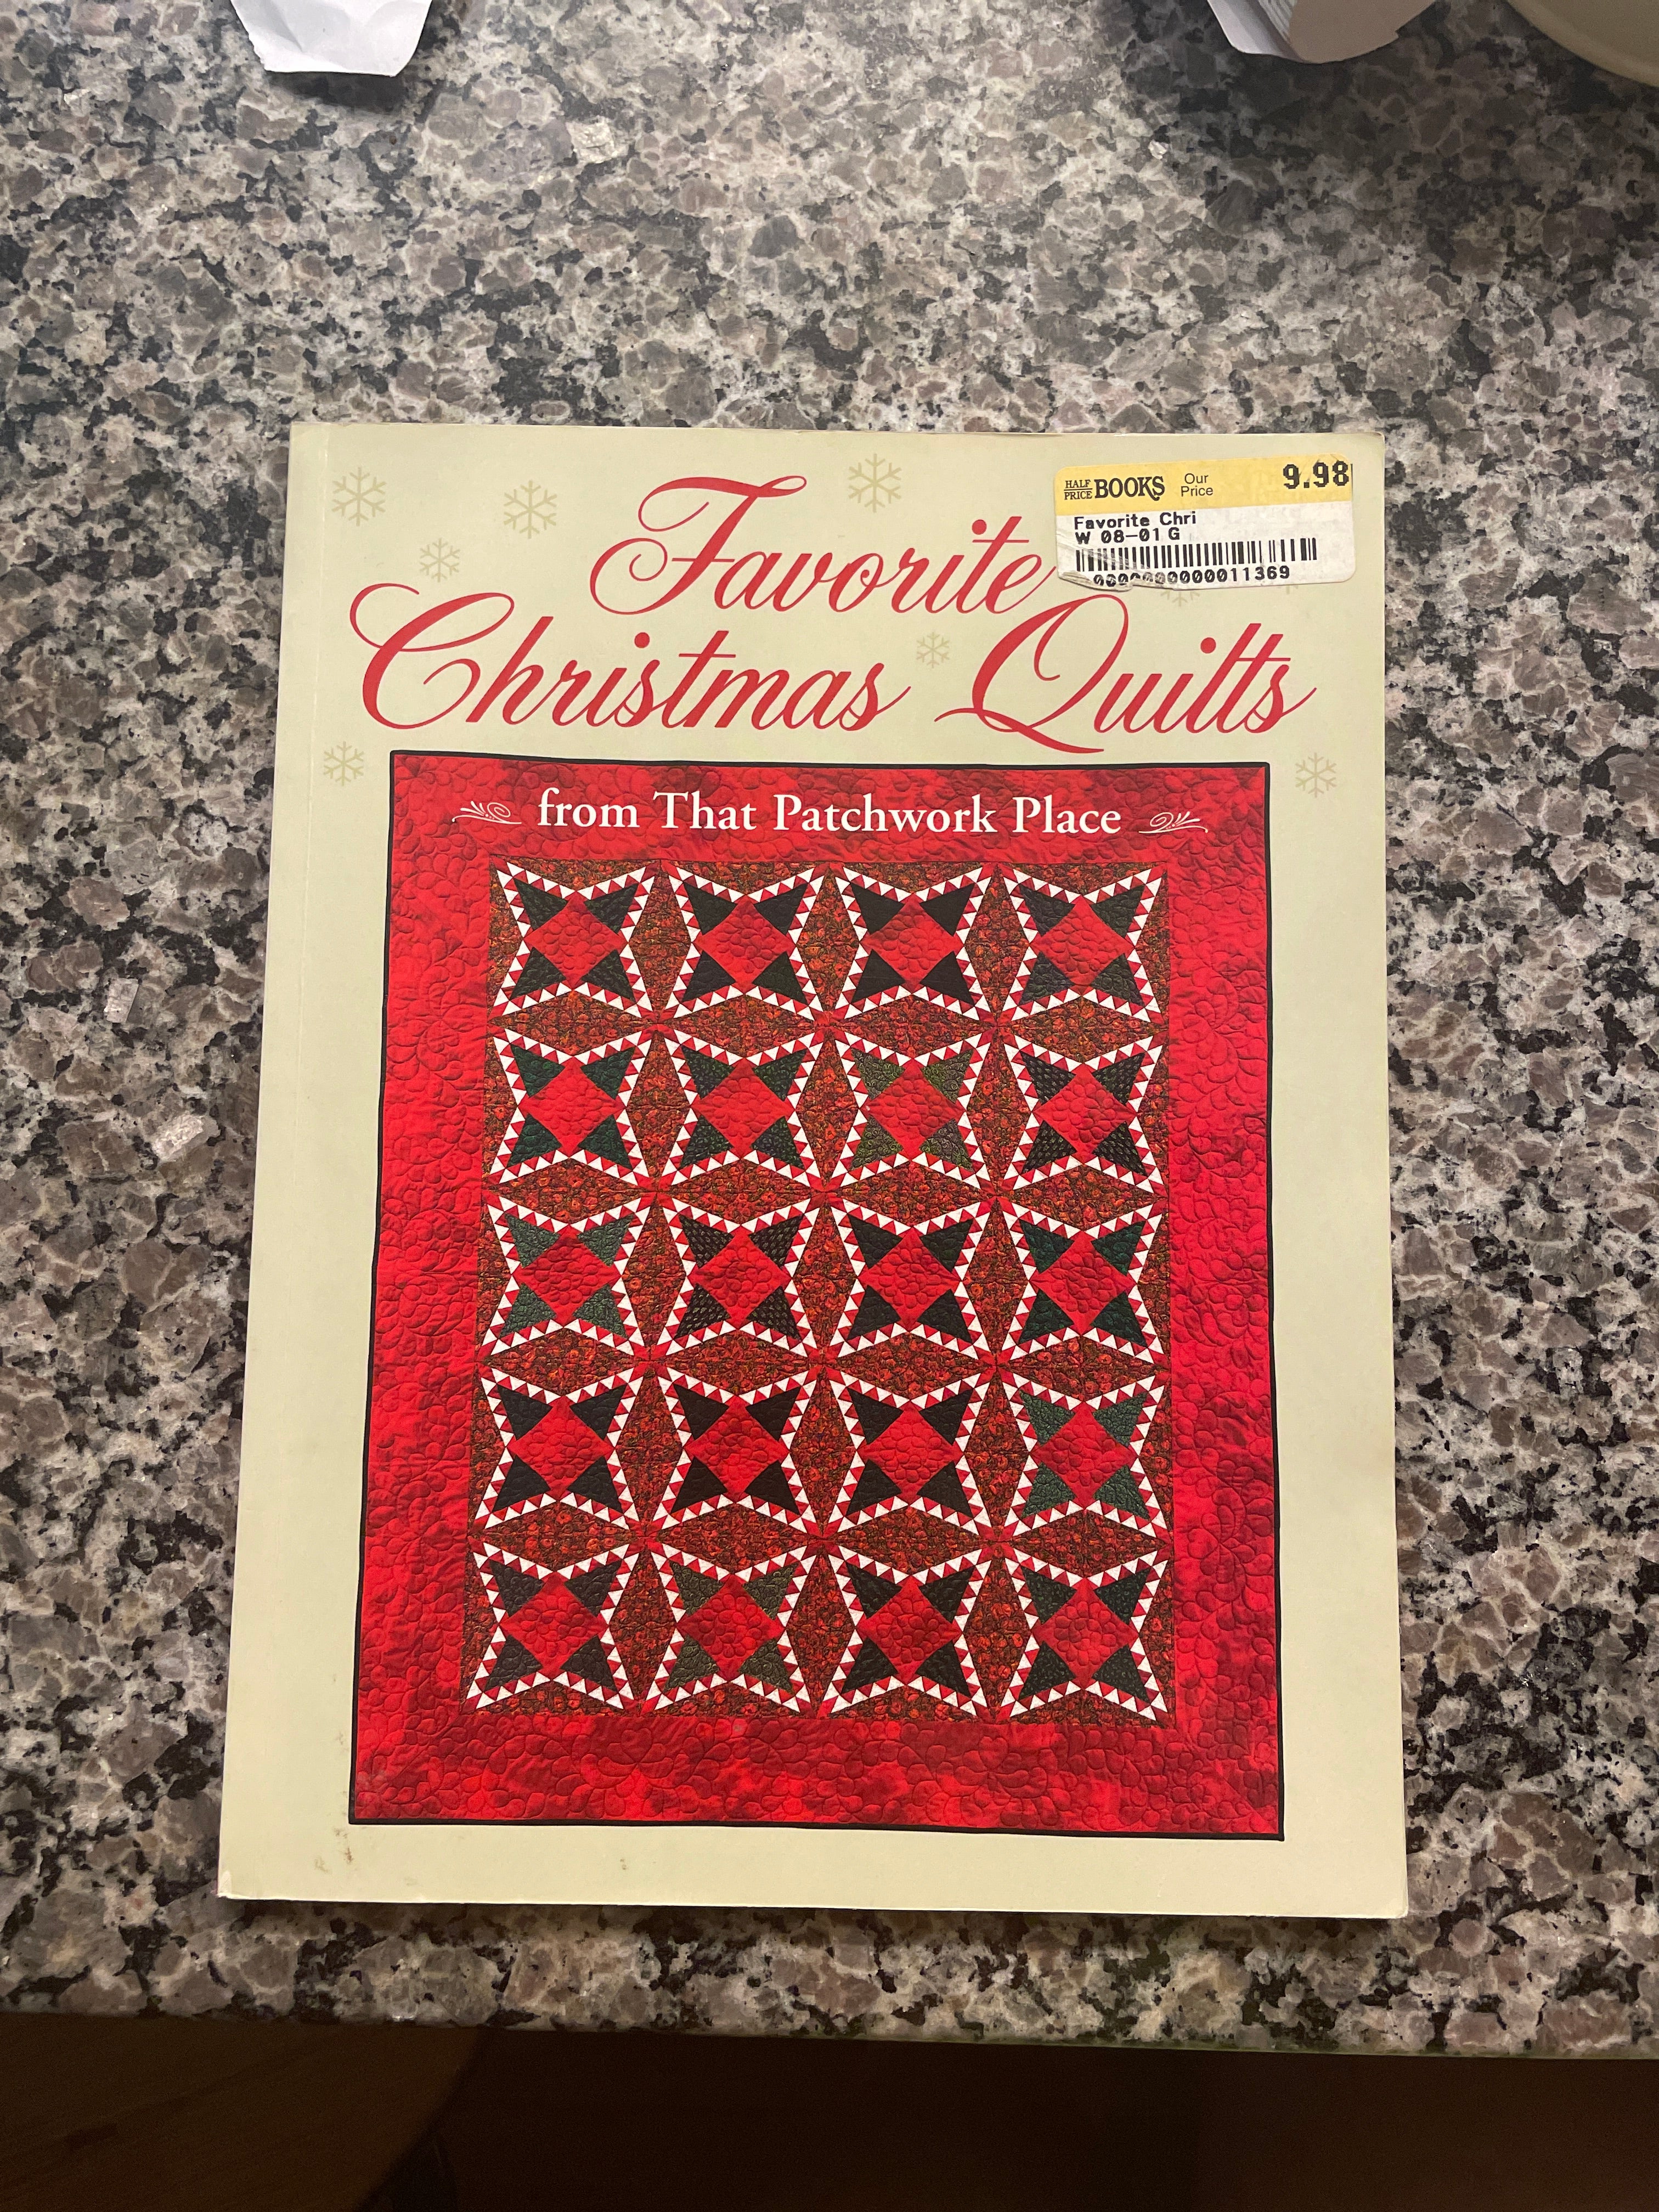 Favorite
Christmas Quilts
from That Patchwork Place
HALF PRICE BOOKS Our Price 9.98
Favorite Chri
W 08-01 G
0000000000011369